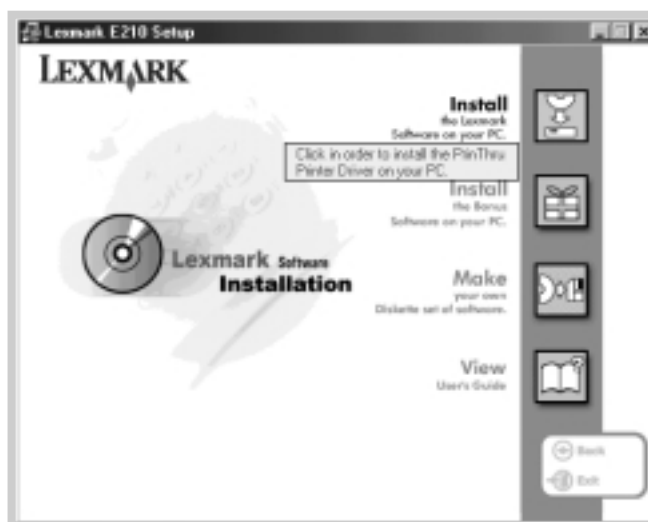 Lexmark E210 Setup
LEXMARK
Install
the Lexmark
Software on your PC.
Click in order to install the PrinThru
Printer Driver on your PC.
Install
the Bonus
Software on your PC.
Lexmark Software
Installation
Make
your own
Diskette set of software.
View
User's Guide
Back
Exit